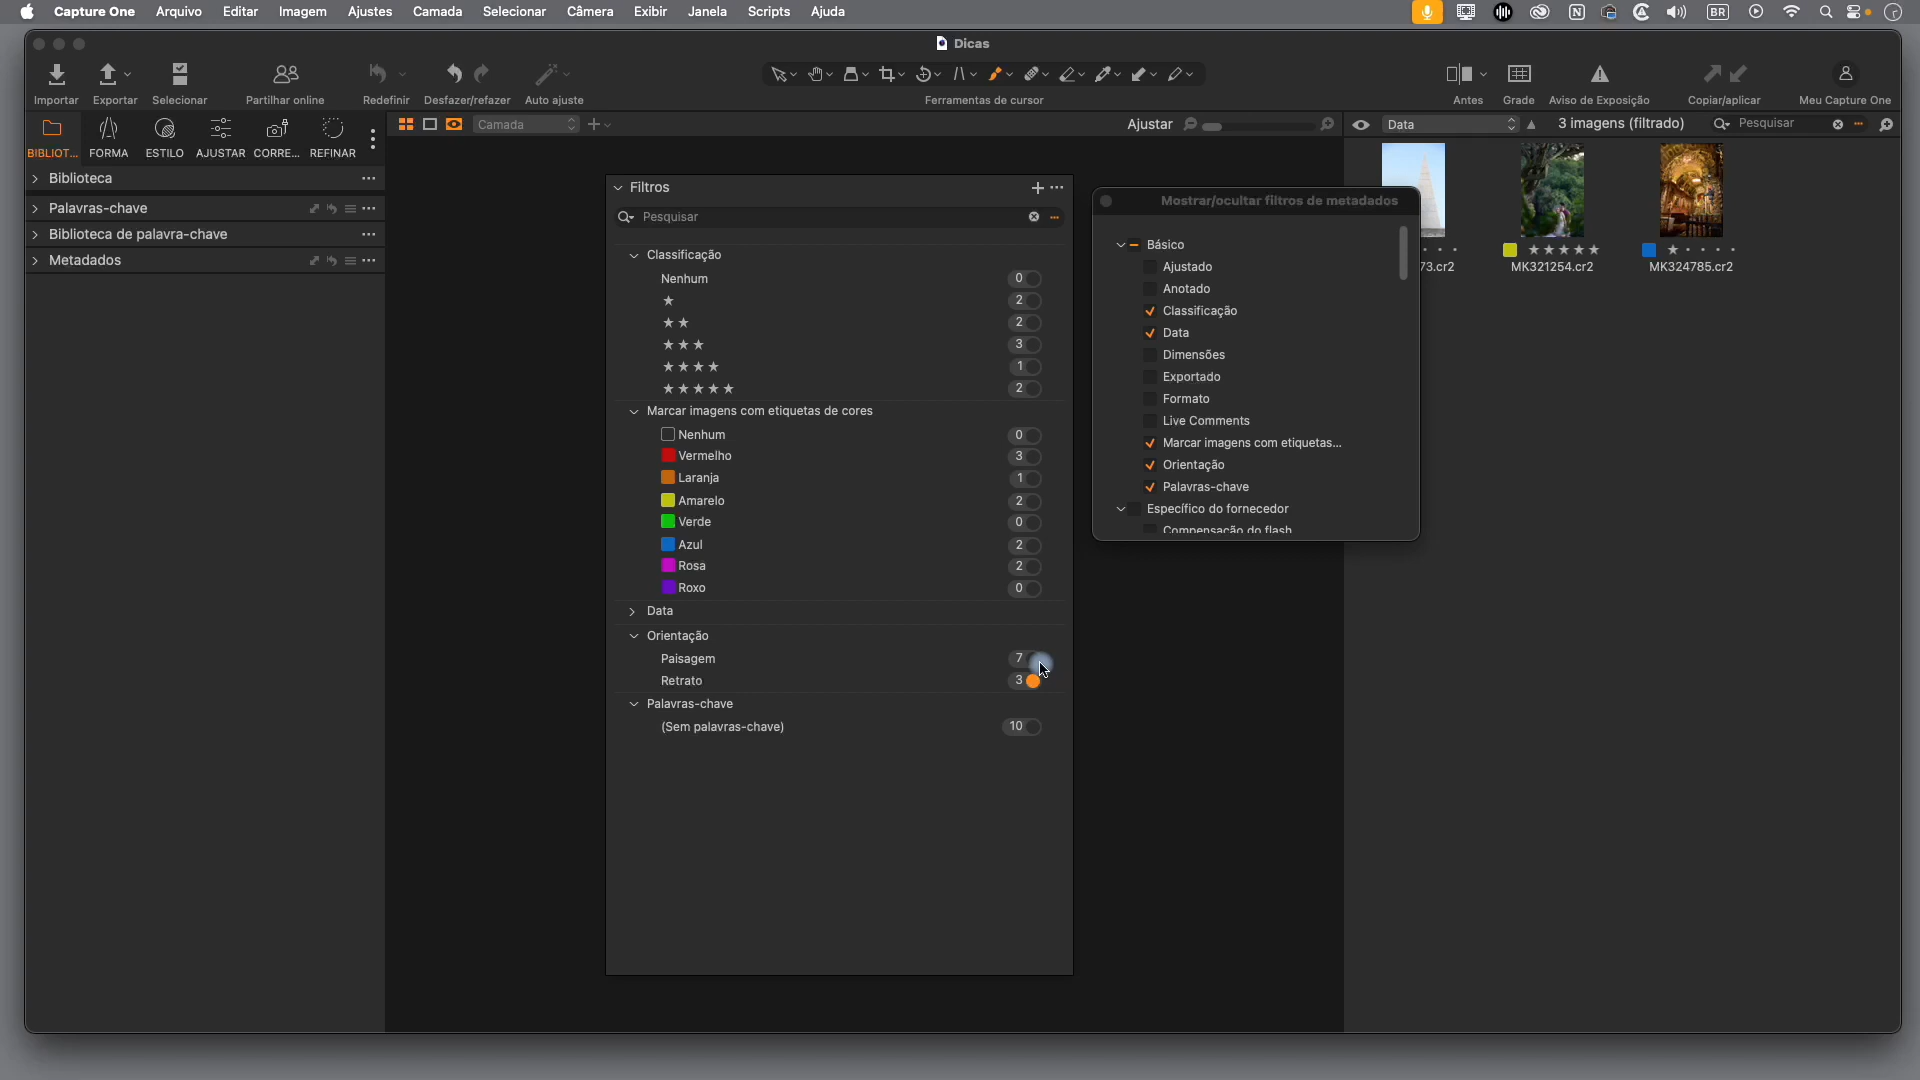 Capture One Arquivo Editar Imagem Ajustes Camada Selecionar Câmera Exibir Janela Scripts Ajuda
BR
Dicas
Importar Exportar Selecionar Partilhar online Redefinir Desfazer/refazer Auto ajuste Ferramentas de cursor Antes Grade Aviso de Exposição Copiar/aplicar Meu Capture One
BIBLIOT... FORMA ESTILO AJUSTAR CORRE... REFINAR
Camada
Ajustar
Data
3 imagens (filtrado)
Pesquisar
Biblioteca
Palavras-chave
Biblioteca de palavra-chave
Metadados
Filtros
Pesquisar
Classificação
Nenhum 0
★ 2
★★ 2
★★★ 3
★★★★ 1
★★★★★ 2
Marcar imagens com etiquetas de cores
Nenhum 0
Vermelho 3
Laranja 1
Amarelo 2
Verde 0
Azul 2
Rosa 2
Roxo 0
Data
Orientação
Paisagem 7
Retrato 3
Palavras-chave
(Sem palavras-chave) 10
Mostrar/ocultar filtros de metadados
Básico
Ajustado
Anotado
Classificação
Data
Dimensões
Exportado
Formato
Live Comments
Marcar imagens com etiquetas...
Orientação
Palavras-chave
Específico do fornecedor
Compensação do flash
73.cr2
★★★★★
MK321254.cr2
★
MK324785.cr2